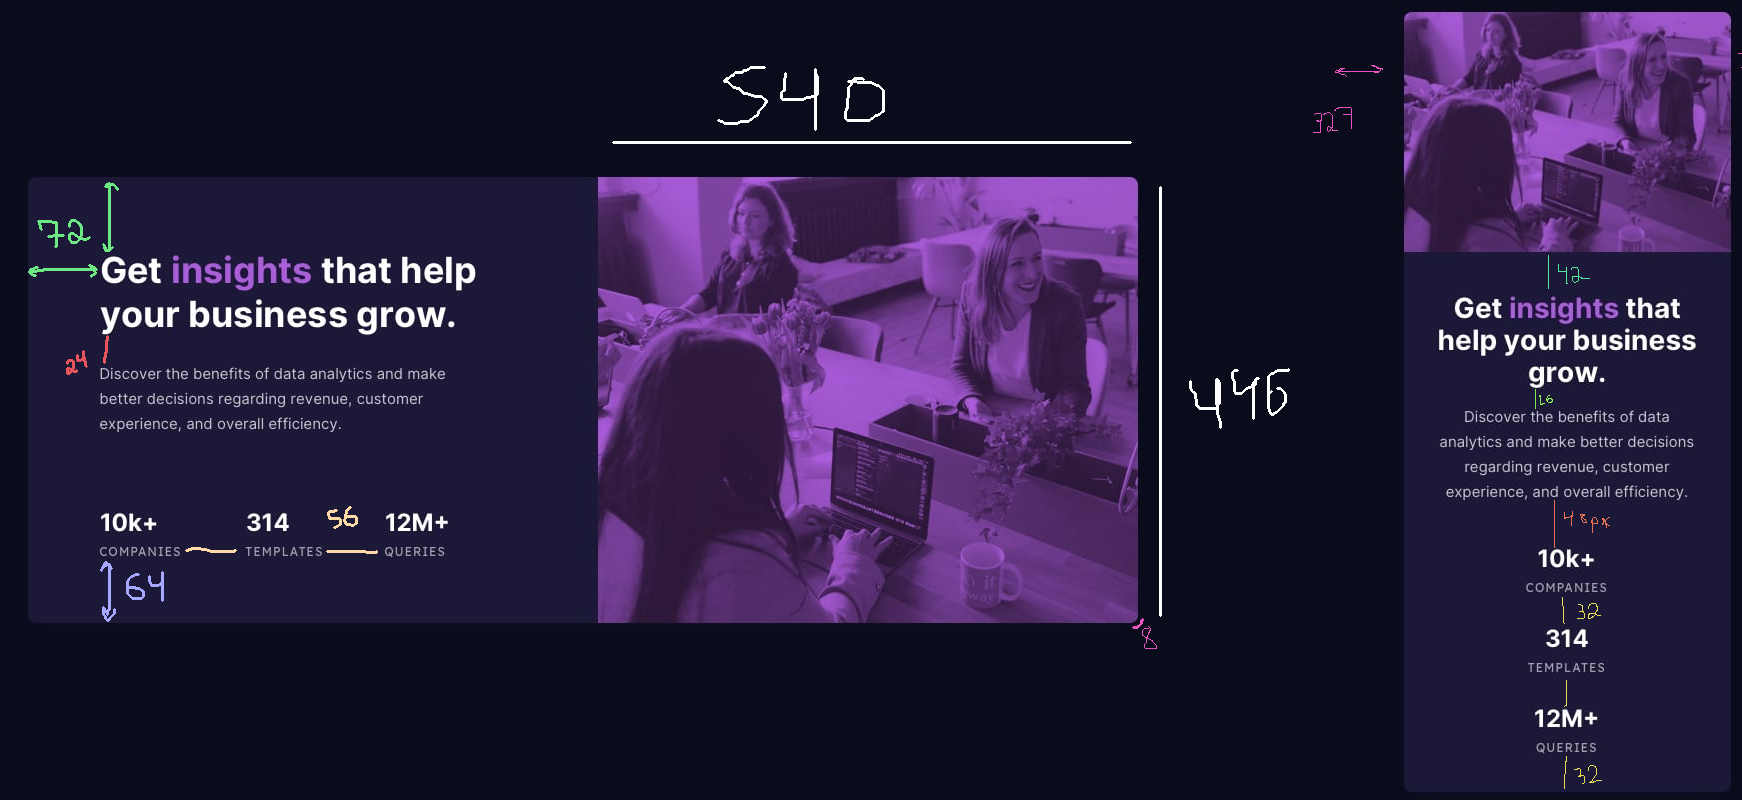 540
327
72
Get insights that help
your business grow.
24
Discover the benefits of data analytics and make
better decisions regarding revenue, customer
experience, and overall efficiency.
10k+
314
56
12M+
COMPANIES
TEMPLATES
QUERIES
64
446
8
42
Get insights that
help your business
grow.
16
Discover the benefits of data
analytics and make better decisions
regarding revenue, customer
experience, and overall efficiency.
48px
10k+
COMPANIES
32
314
TEMPLATES
12M+
QUERIES
32